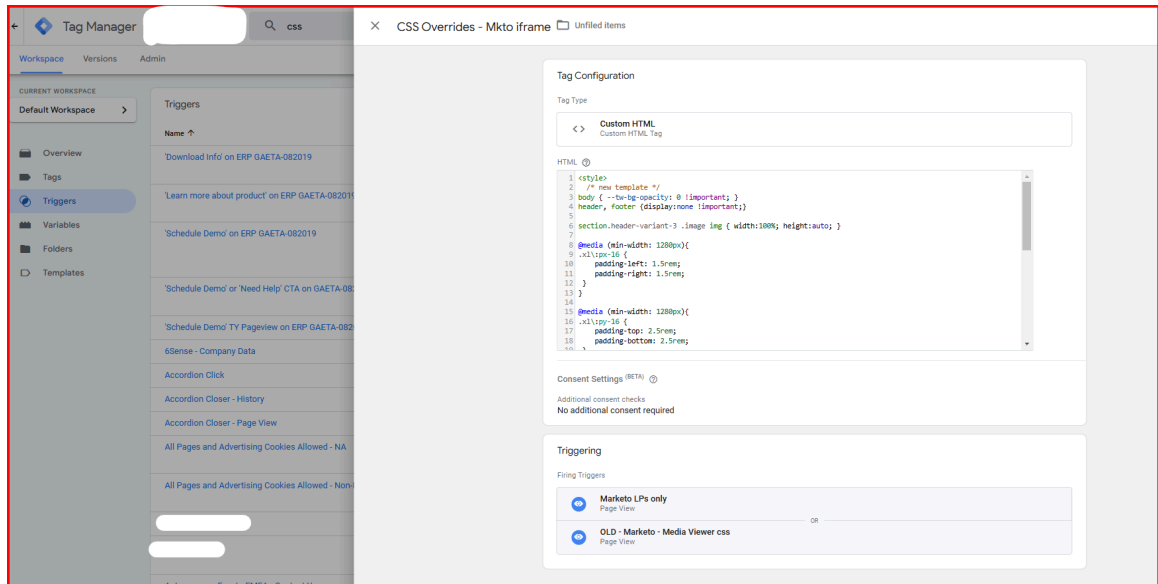 Tag Manager
css
CSS Overrides - Mkto iframe
Unfiled items
Workspace Versions Admin
CURRENT WORKSPACE
Default Workspace
Overview
Tags
Triggers
Variables
Folders
Templates
Triggers
Name
'Download Info' on ERP GAETA-082019
'Learn more about product' on ERP GAETA-082019
'Schedule Demo' on ERP GAETA-082019
'Schedule Demo' or 'Need Help' CTA on GAETA-08
'Schedule Demo' TY Pageview on ERP GAETA-082
6Sense - Company Data
Accordion Click
Accordion Closer - History
Accordion Closer - Page View
All Pages and Advertising Cookies Allowed - NA
All Pages and Advertising Cookies Allowed - Non-
Tag Configuration
Tag Type
Custom HTML
Custom HTML Tag
HTML
1 <style>
2 /* new template */
3 body { --tw-bg-opacity: 0 !important; }
4 header, footer {display:none !important;}
5
6 section.header-variant-3 .image img { width:100%; height:auto; }
7
8 @media (min-width: 1280px){
9 .xl\:px-16 {
10 padding-left: 1.5rem;
11 padding-right: 1.5rem;
12 }
13 }
14
15 @media (min-width: 1280px){
16 .xl\:py-16 {
17 padding-top: 2.5rem;
18 padding-bottom: 2.5rem;
19 }
Consent Settings (BETA)
Additional consent checks
No additional consent required
Triggering
Firing Triggers
Marketo LPs only
Page View
OR
OLD - Marketo - Media Viewer css
Page View